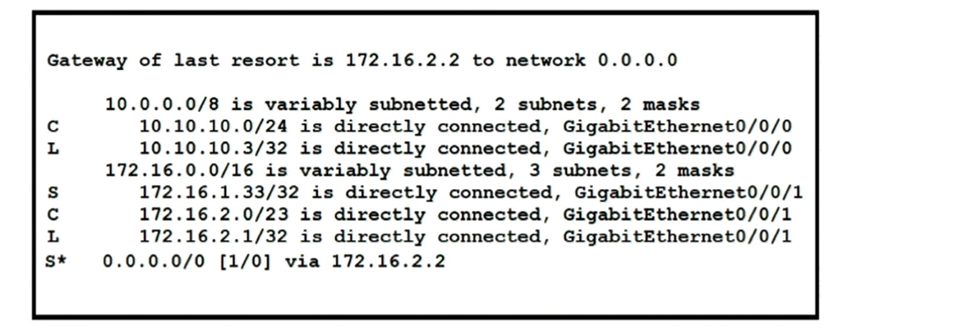 Gateway of last resort is 172.16.2.2 to network 0.0.0.0
10.0.0.0/8 is variably subnetted, 2 subnets, 2 masks
C 10.10.10.0/24 is directly connected, GigabitEthernet0/0/0
L 10.10.10.3/32 is directly connected, GigabitEthernet0/0/0
172.16.0.0/16 is variably subnetted, 3 subnets, 2 masks
S 172.16.1.33/32 is directly connected, GigabitEthernet0/0/1
C 172.16.2.0/23 is directly connected, GigabitEthernet0/0/1
L 172.16.2.1/32 is directly connected, GigabitEthernet0/0/1
S* 0.0.0.0/0 [1/0] via 172.16.2.2